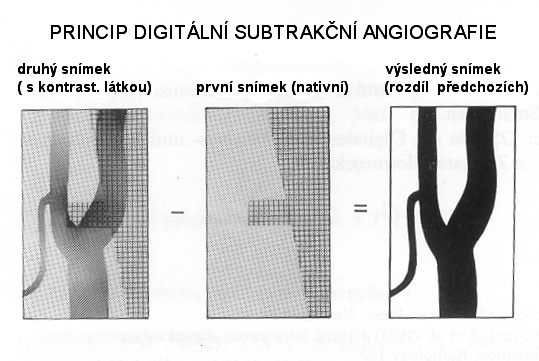 PRINCIP DIGITÁLNÍ SUBTRAKČNÍ ANGIOGRAFIE
druhý snímek
( s kontrast. látkou)
první snímek (nativní)
výsledný snímek
(rozdíl předchozích)
–
=